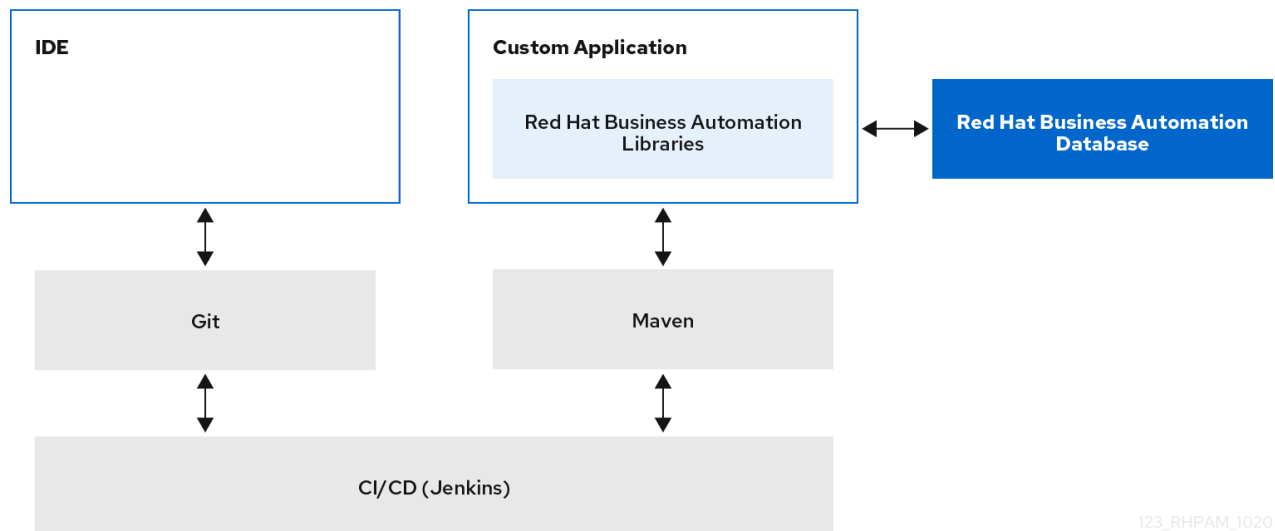 IDE
Custom Application
Red Hat Business Automation
Libraries
Red Hat Business Automation
Database
Git
Maven
CI/CD (Jenkins)
123_RHPAM_1020